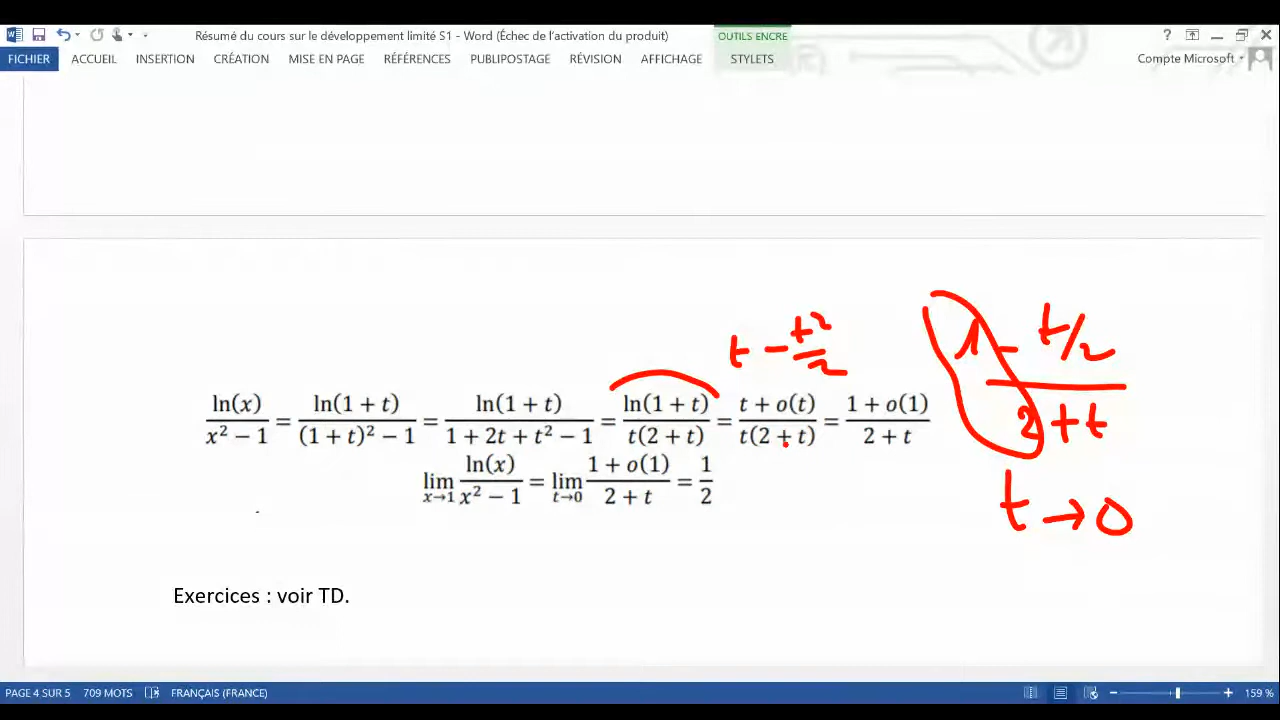 Résumé du cours sur le développement limité S1 - Word (Échec de l'activation du produit)
OUTILS ENCRE
FICHIER ACCUEIL INSERTION CRÉATION MISE EN PAGE RÉFÉRENCES PUBLIPOSTAGE RÉVISION AFFICHAGE STYLETS Compte Microsoft
t - t²/2
1 - t/2
2 + t
t → 0
ln(x)/(x² − 1) = ln(1 + t)/((1 + t)² − 1) = ln(1 + t)/(1 + 2t + t² − 1) = ln(1 + t)/(t(2 + t)) = (t + o(t))/(t(2 + t)) = (1 + o(1))/(2 + t)
lim x→1 ln(x)/(x² − 1) = lim t→0 (1 + o(1))/(2 + t) = 1/2
Exercices : voir TD.
PAGE 4 SUR 5 709 MOTS FRANÇAIS (FRANCE) 159 %